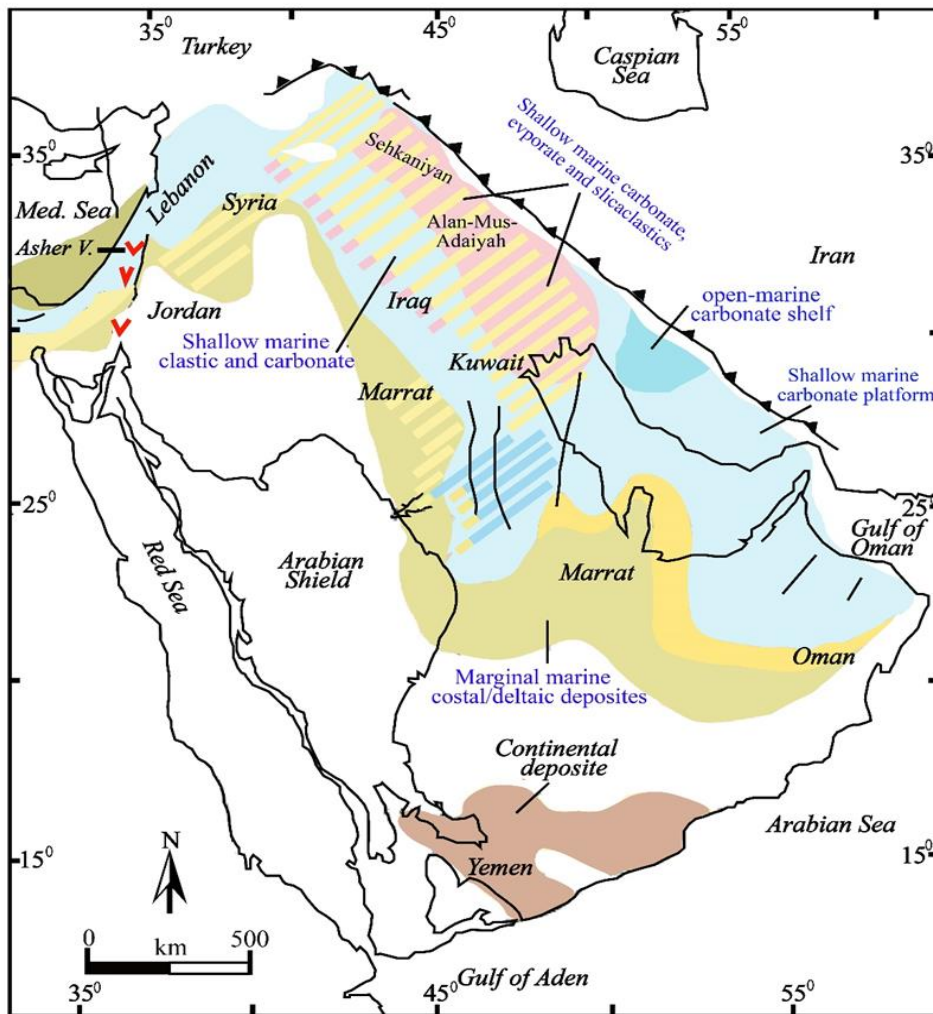 35⁰
45⁰
55⁰
Turkey
Caspian
Sea
Shallow marine carbonate,
evporate and slicaclastics
35⁰
35⁰
Sehkaniyan
Lebanon
Med. Sea
Syria
Alan-Mus-
Adaiyah
Asher V.
Iran
Iraq
open-marine
carbonate shelf
Jordan
Shallow marine
clastic and carbonate
Kuwait
Shallow marine
carbonate platform
Marrat
25⁰
25⁰
Gulf of
Oman
Red Sea
Arabian
Shield
Marrat
Oman
Marginal marine
costal/deltaic deposites
Continental
deposite
Arabian Sea
N
15⁰
15⁰
Yemen
0
500
km
Gulf of Aden
35⁰
45⁰
55⁰